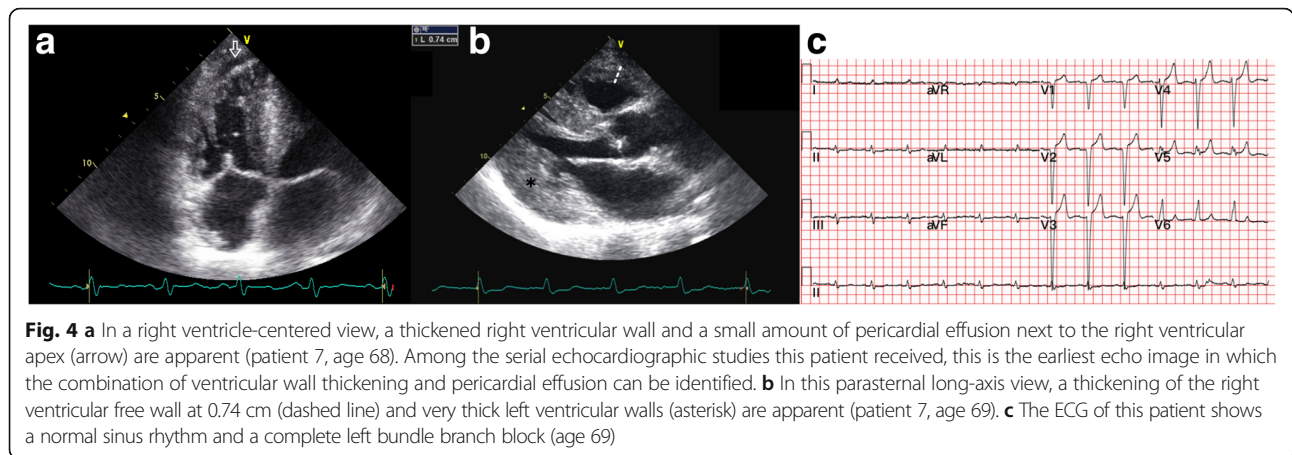 a
V
5
10
L 0.74 cm
b
V
5
10
*
c
I
aVR
V1
V4
II
aVL
V2
V5
III
aVF
V3
V6
II
Fig. 4 a In a right ventricle-centered view, a thickened right ventricular wall and a small amount of pericardial effusion next to the right ventricular
apex (arrow) are apparent (patient 7, age 68). Among the serial echocardiographic studies this patient received, this is the earliest echo image in which
the combination of ventricular wall thickening and pericardial effusion can be identified. b In this parasternal long-axis view, a thickening of the right
ventricular free wall at 0.74 cm (dashed line) and very thick left ventricular walls (asterisk) are apparent (patient 7, age 69). c The ECG of this patient shows
a normal sinus rhythm and a complete left bundle branch block (age 69)